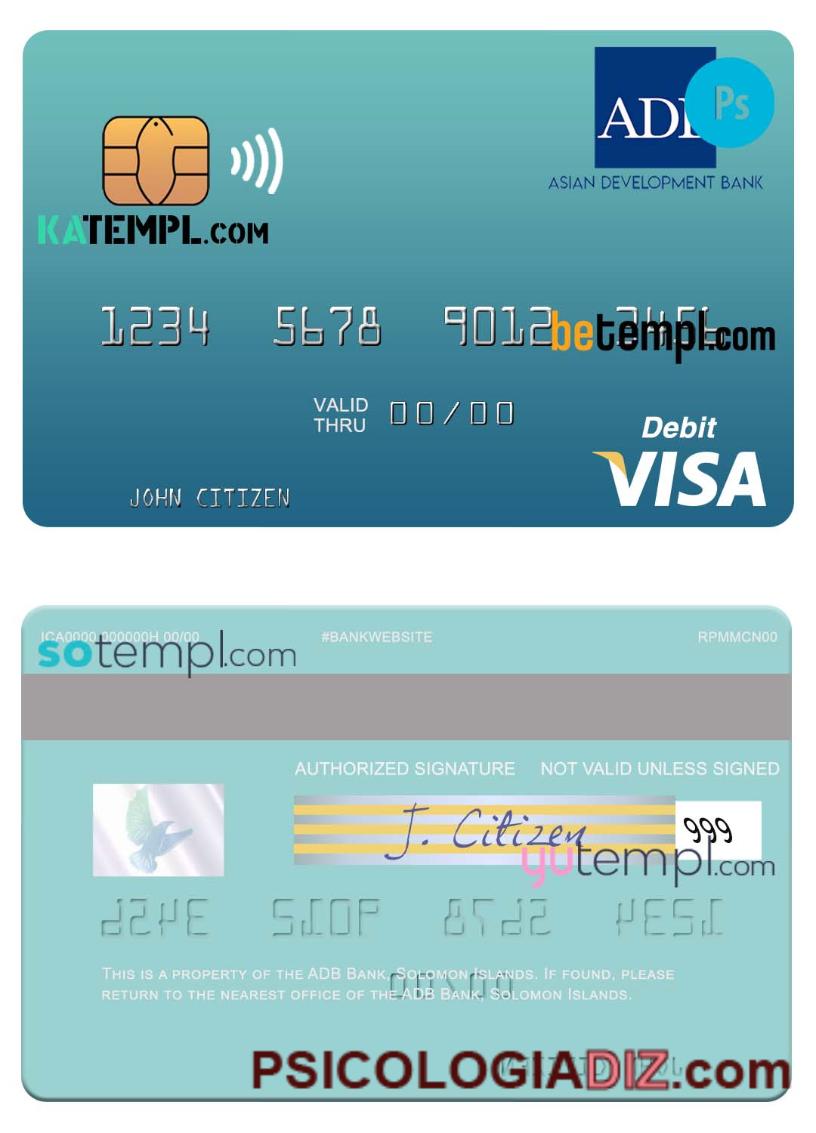 ADB
Ps
ASIAN DEVELOPMENT BANK
KATEMPL.COM
1234 5678 9012 3456
betempl.com
VALID THRU 00/00
Debit
VISA
JOHN CITIZEN
ICA0000 000000H 00/00 #BANKWEBSITE RPMMCN00
sotempl.com
AUTHORIZED SIGNATURE NOT VALID UNLESS SIGNED
J. Citizen 999
yutempl.com
THIS IS A PROPERTY OF THE ADB BANK, SOLOMON ISLANDS. IF FOUND, PLEASE
RETURN TO THE NEAREST OFFICE OF THE ADB BANK, SOLOMON ISLANDS.
PSICOLOGIADIZ.com